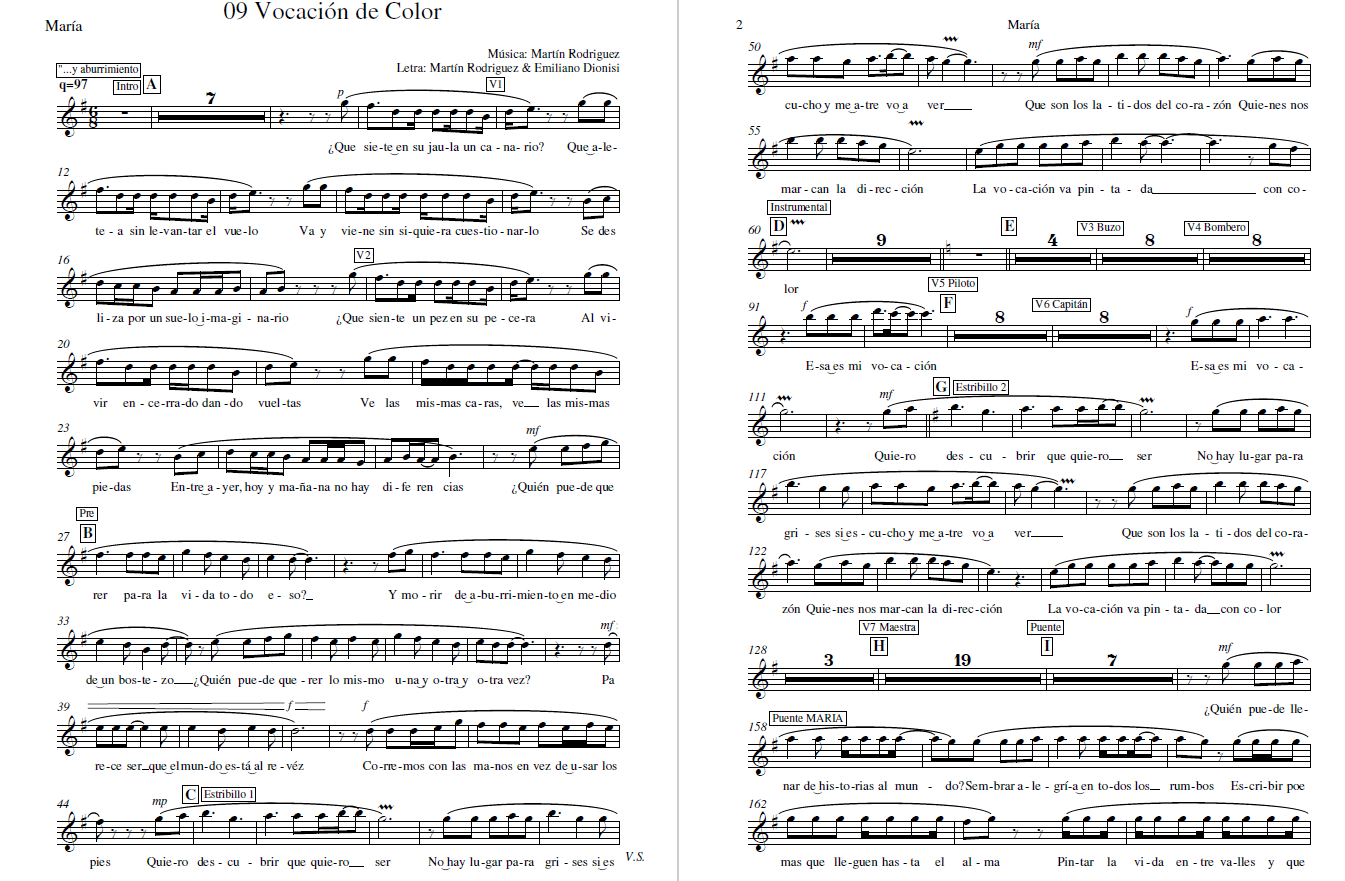 09 Vocación de Color
María
Música: Martín Rodriguez
Letra: Martín Rodriguez & Emiliano Dionisi
"...y aburrimiento
q=97 Intro A V1
7
p
6 8
¿Que sie-te en su jau-la un ca - na- rio? Que a-le-
12
te - a sin le-van-tar el vue-lo Va y vie-ne sin si-quie-ra cues-tio-nar-lo Se des
16 V2
li-za por un sue-lo i-ma-gi - na-rio ¿Que sien-te un pez en su pe - ce-ra Al vi-
20
vir en - ce-rra-do dan-do vuel-tas Ve las mis-mas ca-ras, ve__ las mis-mas
23 mf
pie-das En-tre a-yer, hoy y ma-ña-na no hay di-fe ren cias ¿Quién pue-de que
Pre
27 B
rer pa-ra la vi-da to-do e-so?_ Y mo-rir de a-bu-rri-mien-to en me-dio
33 mf
de un bos-te-zo___ ¿Quién pue-de que-rer lo mis-mo u-na y o-tra y o-tra vez? Pa
39 f f
re-ce ser_que el mun-do es-tá al re-véz Co-rre-mos con las ma-nos en vez de u-sar los
44 mp C Estribillo 1
pies Quie-ro des-cu-brir que quie-ro__ ser No hay lu-gar pa-ra gri-ses si es
V.S.
2 María
50 mf
cu-cho y me a-tre vo a ver___ Que son los la-ti-dos del co-ra-zón Quie-nes nos
55
mar-can la di-rec-ción La vo-ca-ción va pin-ta-da_______ con co-
Instrumental
60 D 9 E 4 V3 Buzo 8 V4 Bombero 8
lor
V5 Piloto
91 f F 8 V6 Capitán 8 f
E-sa es mi vo-ca-ción E-sa es mi vo-ca-
111 mf G Estribillo 2
ción Quie-ro des-cu-brir que quie-ro__ ser No hay lu-gar pa-ra
117
gri-ses si es-cu-cho y me a-tre vo a ver___ Que son los la-ti-dos del co-ra-
122
zón Quie-nes nos mar-can la di-rec-ción La vo-ca-ción va pin-ta-da__con co-lor
V7 Maestra Puente
128 3 H 19 I 7 mf
¿Quién pue-de lle-
Puente MARIA
158
nar de his-to-rias al mun - do? Sem-brar a-le-grí-a en to-dos los__ rum-bos Es-cri-bir poe
162
mas que lle-guen has-ta el al-ma Pin-tar la vi-da en-tre va-lles y que